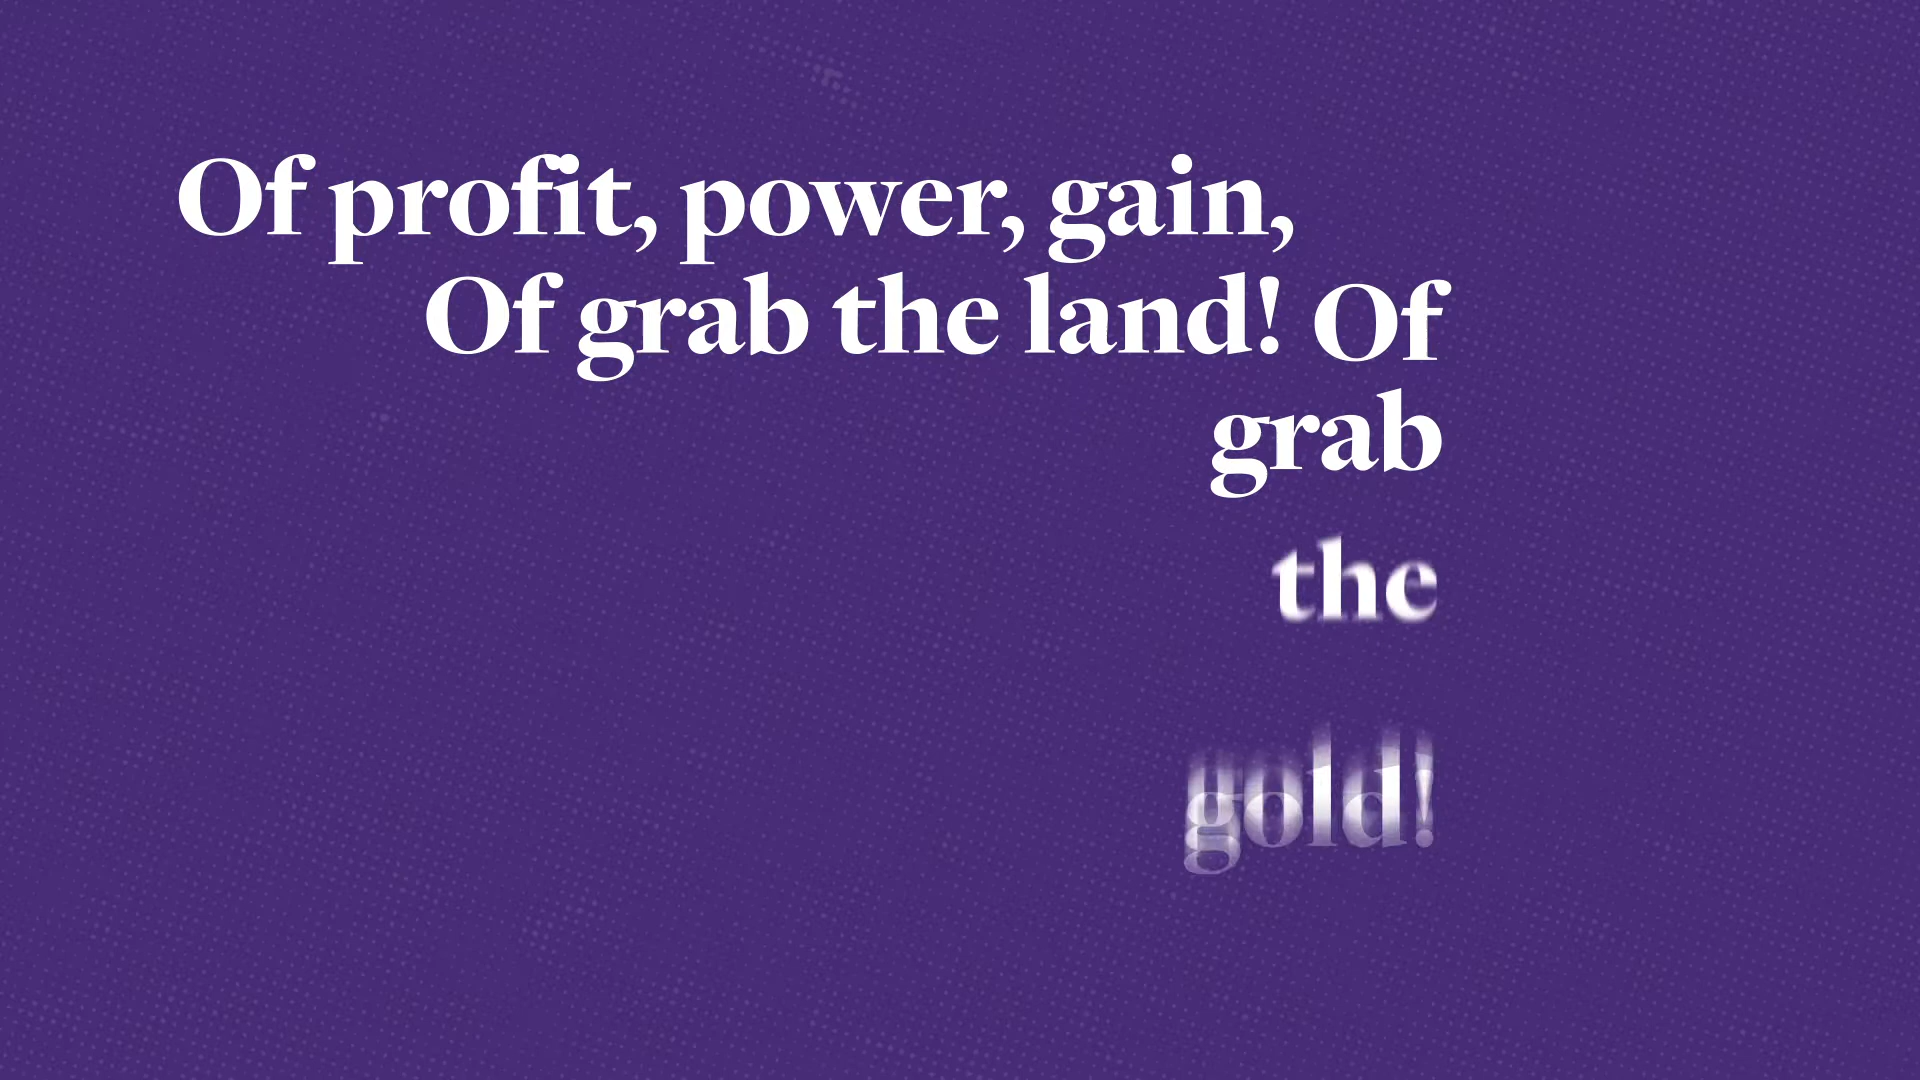 Of profit, power, gain,
Of grab the land! Of
grab
the
gold!